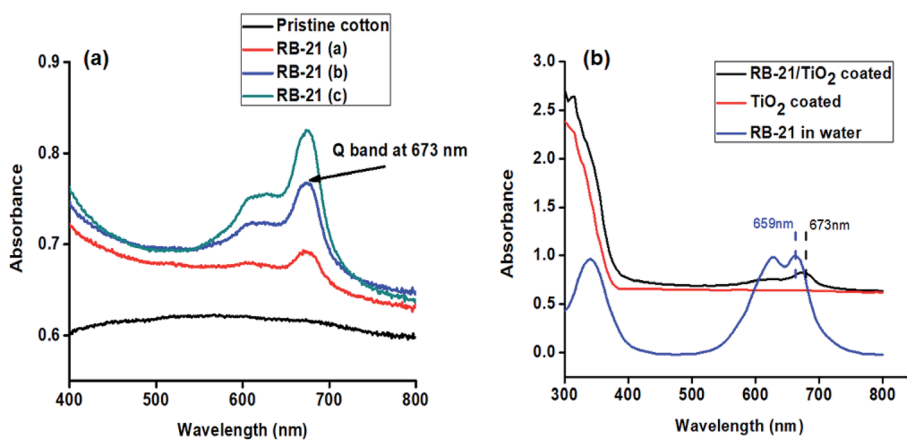 (a)
Pristine cotton
RB-21 (a)
RB-21 (b)
RB-21 (c)
Q band at 673 nm
0.9
0.8
0.7
0.6
Absorbance
400 500 600 700 800
Wavelength (nm)
(b)
RB-21/TiO₂ coated
TiO₂ coated
RB-21 in water
659nm 673nm
3.0
2.5
2.0
1.5
1.0
0.5
0.0
Absorbance
300 400 500 600 700 800
Wavelength (nm)